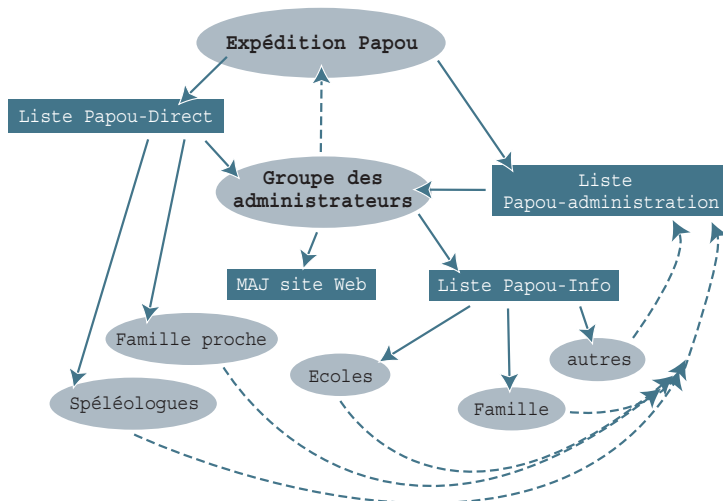 Expédition Papou
Liste Papou-Direct
Groupe des
administrateurs
Liste
Papou-administration
MAJ site Web
Liste Papou-Info
Famille proche
autres
Ecoles
Spéléologues
Famille